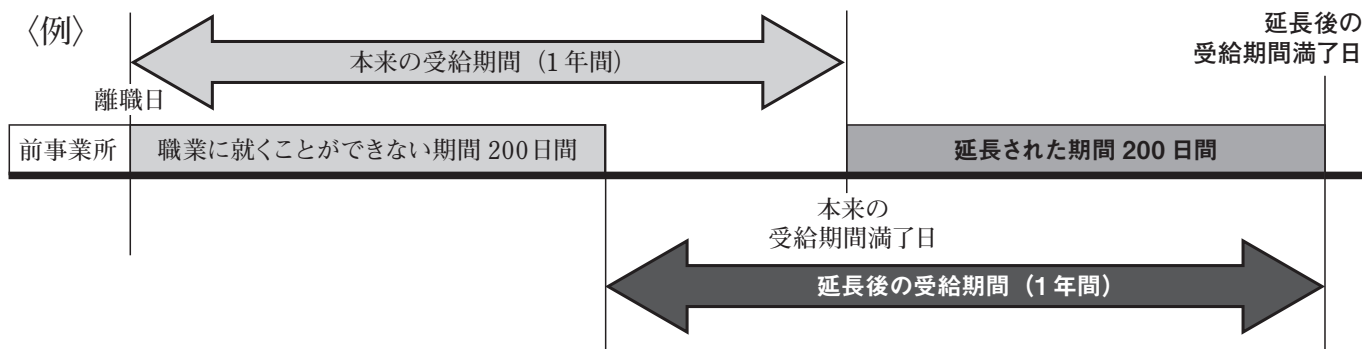 〈例〉
延長後の
受給期間満了日
本来の受給期間（1年間）
離職日
前事業所
職業に就くことができない期間 200日間
延長された期間 200 日間
本来の
受給期間満了日
延長後の受給期間（1年間）